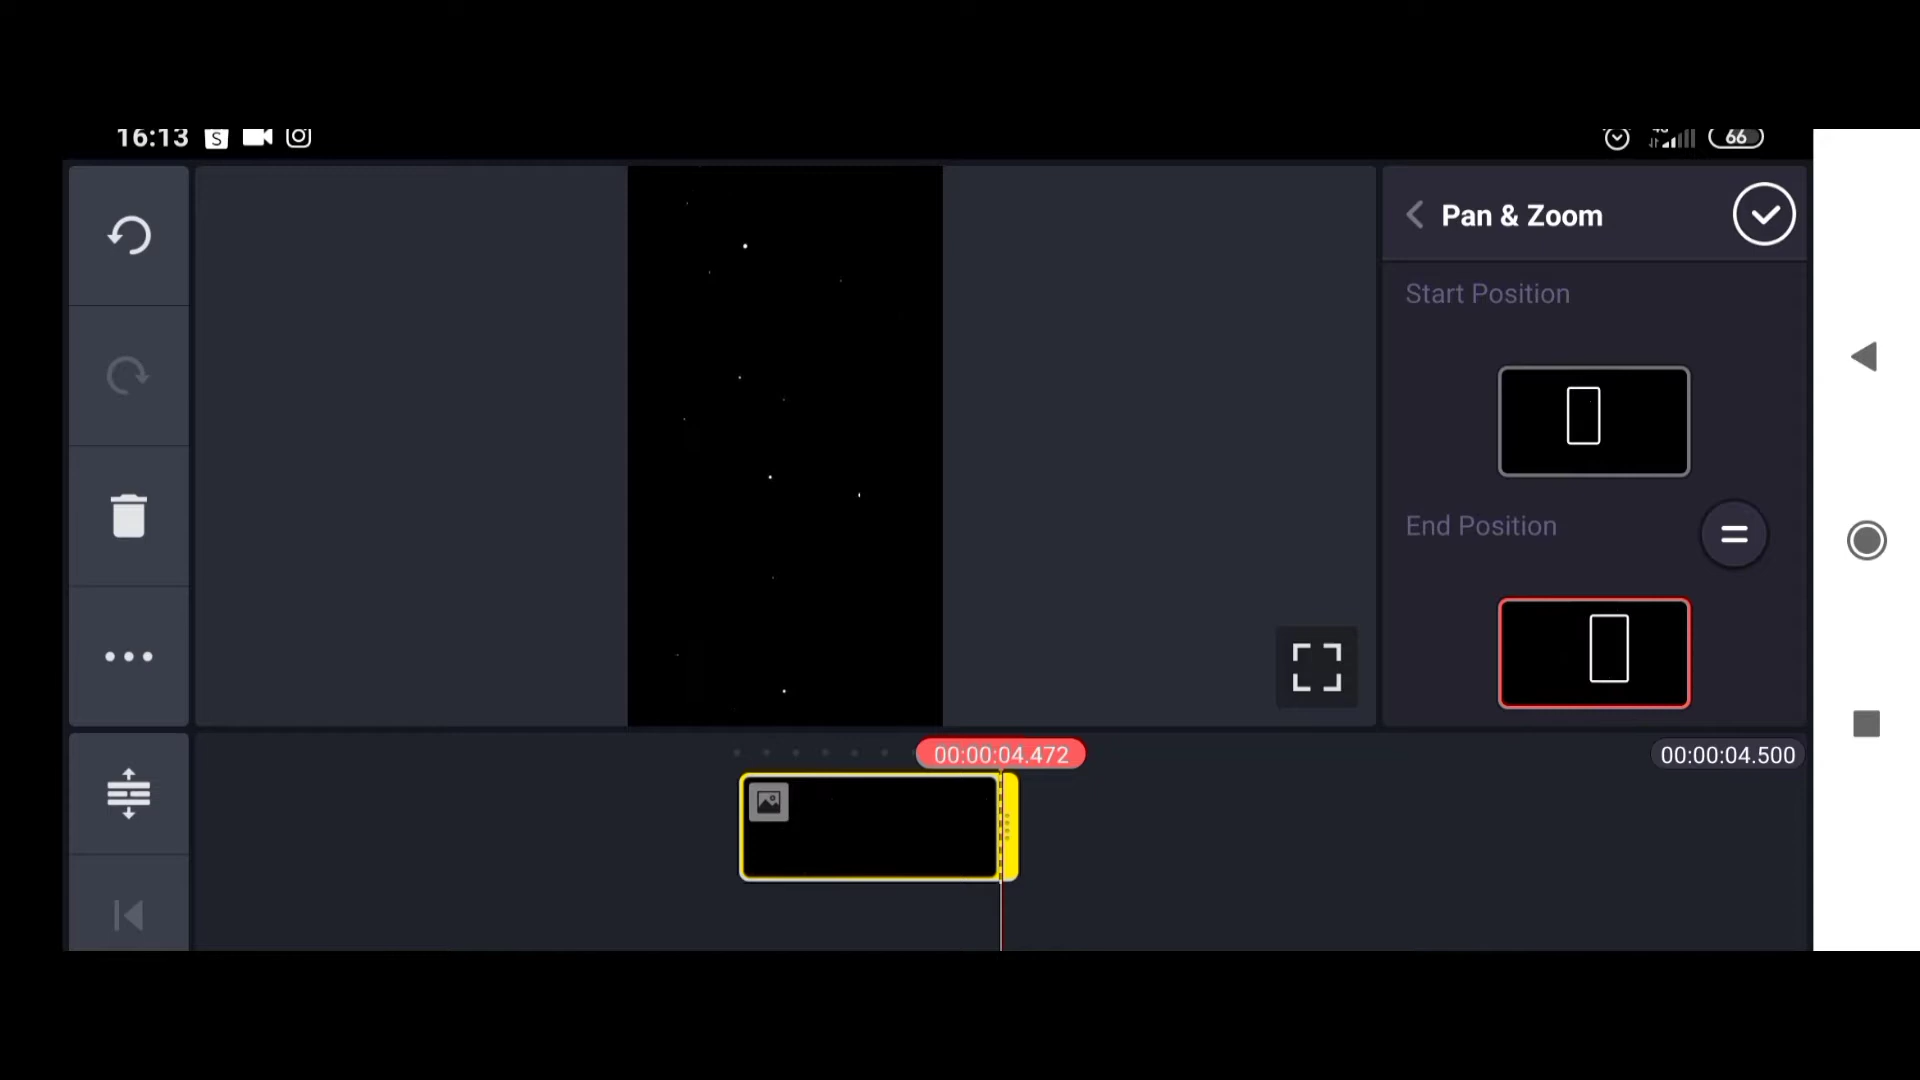 16:13
S
66
Pan & Zoom
Start Position
End Position
00:00:04.472
00:00:04.500